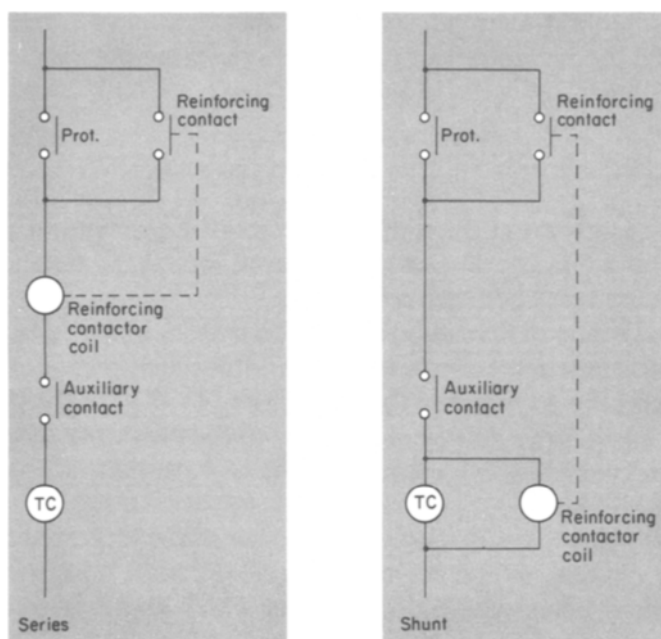 Reinforcing
contact
Prot.
Reinforcing
contactor
coil
Auxiliary
contact
TC
Series
Reinforcing
contact
Prot.
Auxiliary
contact
TC
Reinforcing
contactor
coil
Shunt